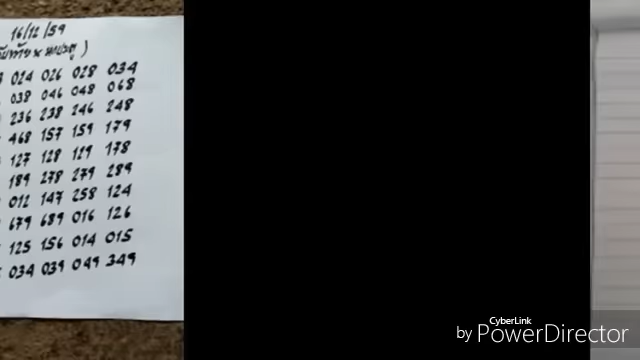 16/12/59
024 026 028 034
038 046 048 068
236 238 246 248
468 157 159 179
127 128 129 178
189 278 279 289
012 147 258 124
679 689 016 126
125 156 014 015
034 039 049 349
CyberLink
by PowerDirector